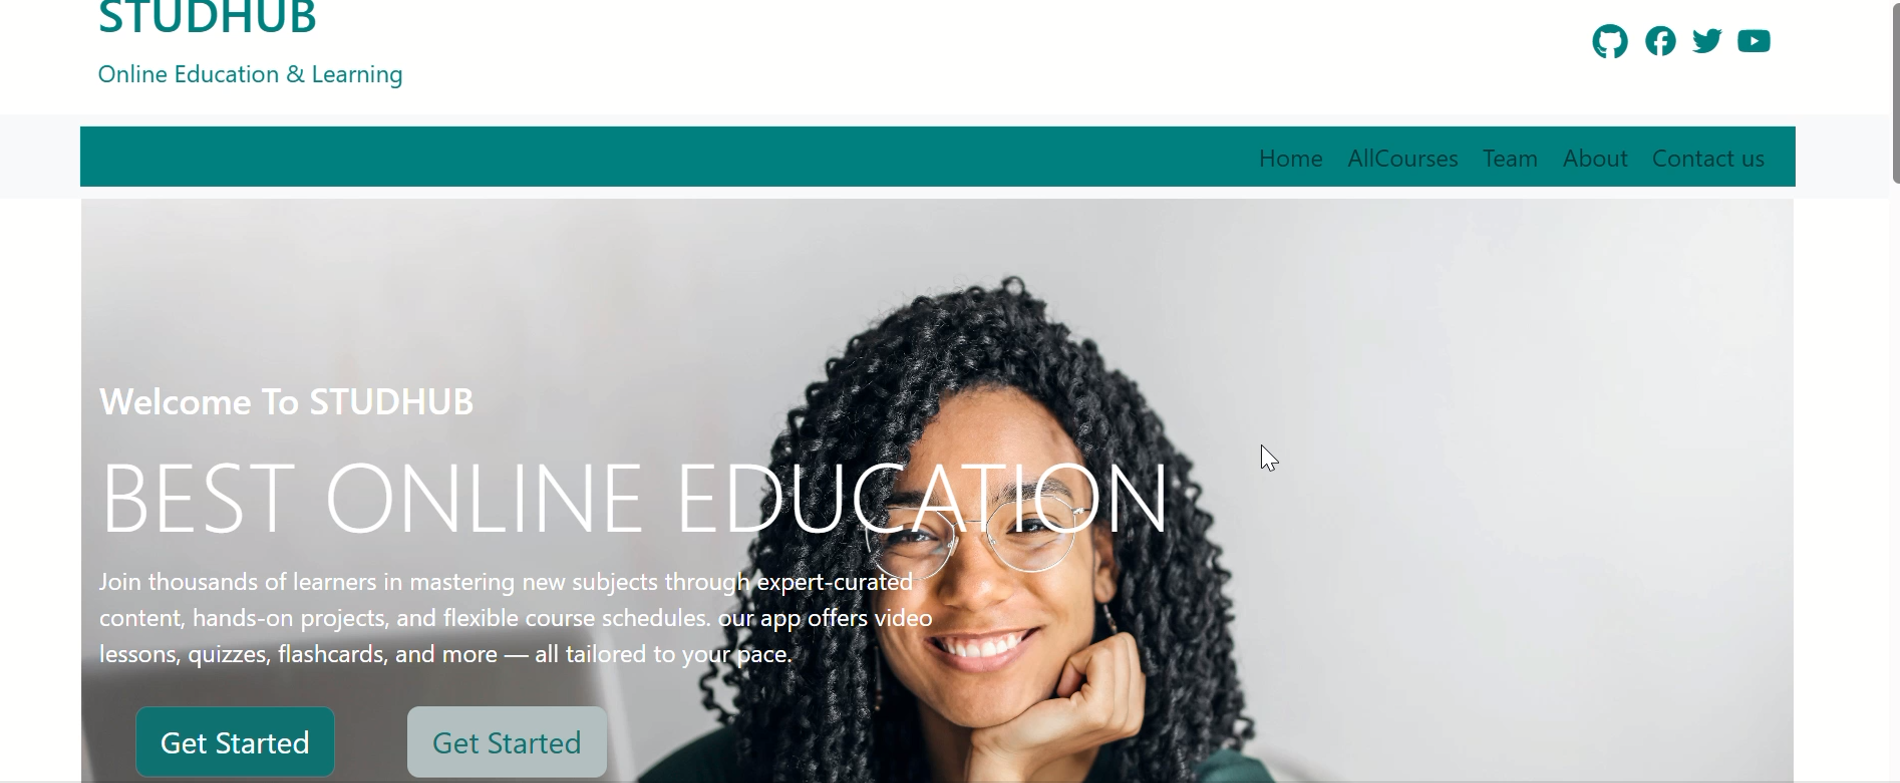 STUDHUB
Online Education & Learning
Home AllCourses Team About Contact us
Welcome To STUDHUB
BEST ONLINE EDUCATION
Join thousands of learners in mastering new subjects through expert-curated
content, hands-on projects, and flexible course schedules. our app offers video
lessons, quizzes, flashcards, and more — all tailored to your pace.
Get Started Get Started